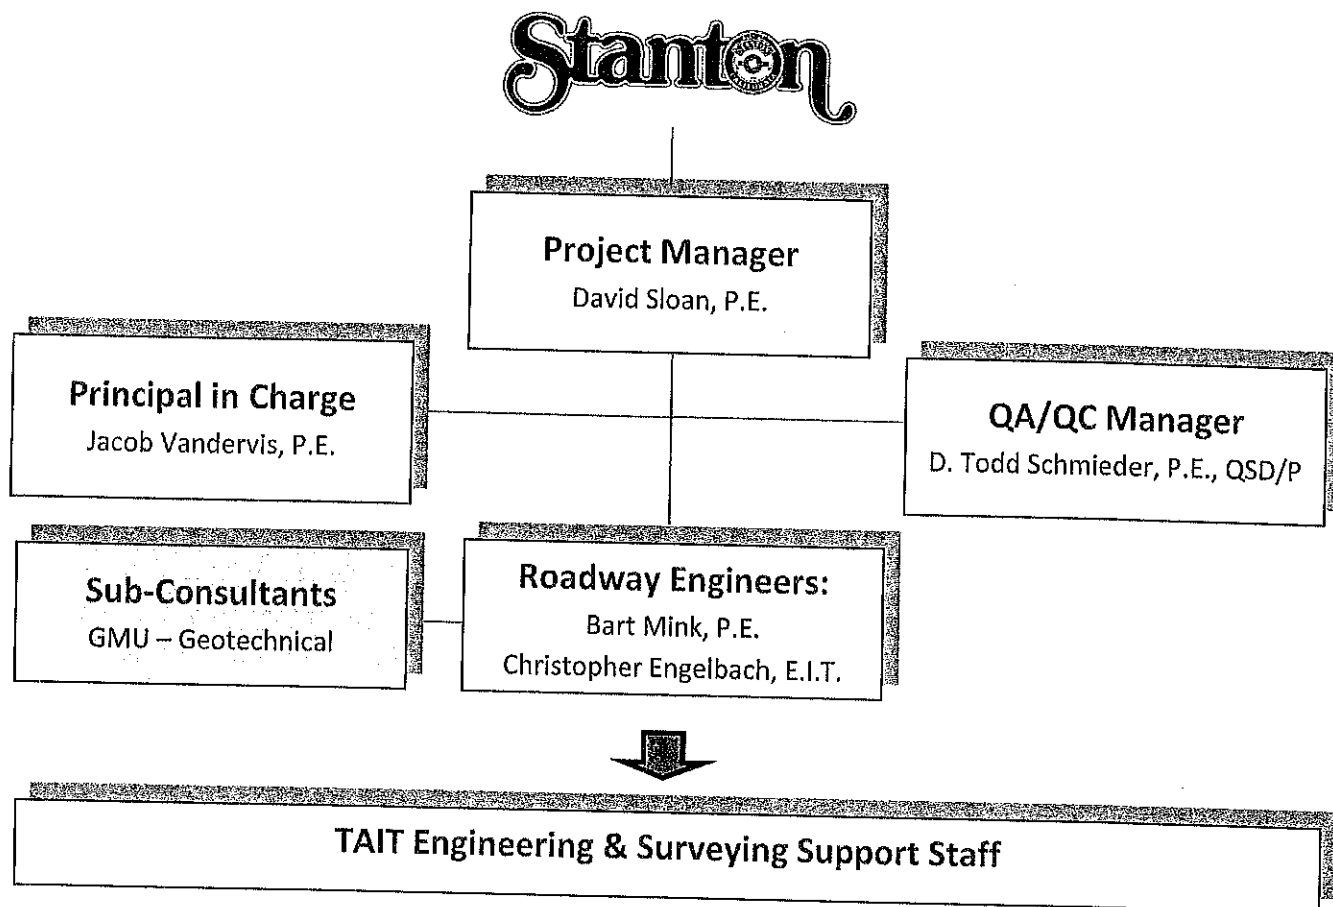 Stanton
Project Manager
David Sloan, P.E.
Principal in Charge
Jacob Vandervis, P.E.
QA/QC Manager
D. Todd Schmieder, P.E., QSD/P
Sub-Consultants
GMU – Geotechnical
Roadway Engineers:
Bart Mink, P.E.
Christopher Engelbach, E.I.T.
TAIT Engineering & Surveying Support Staff